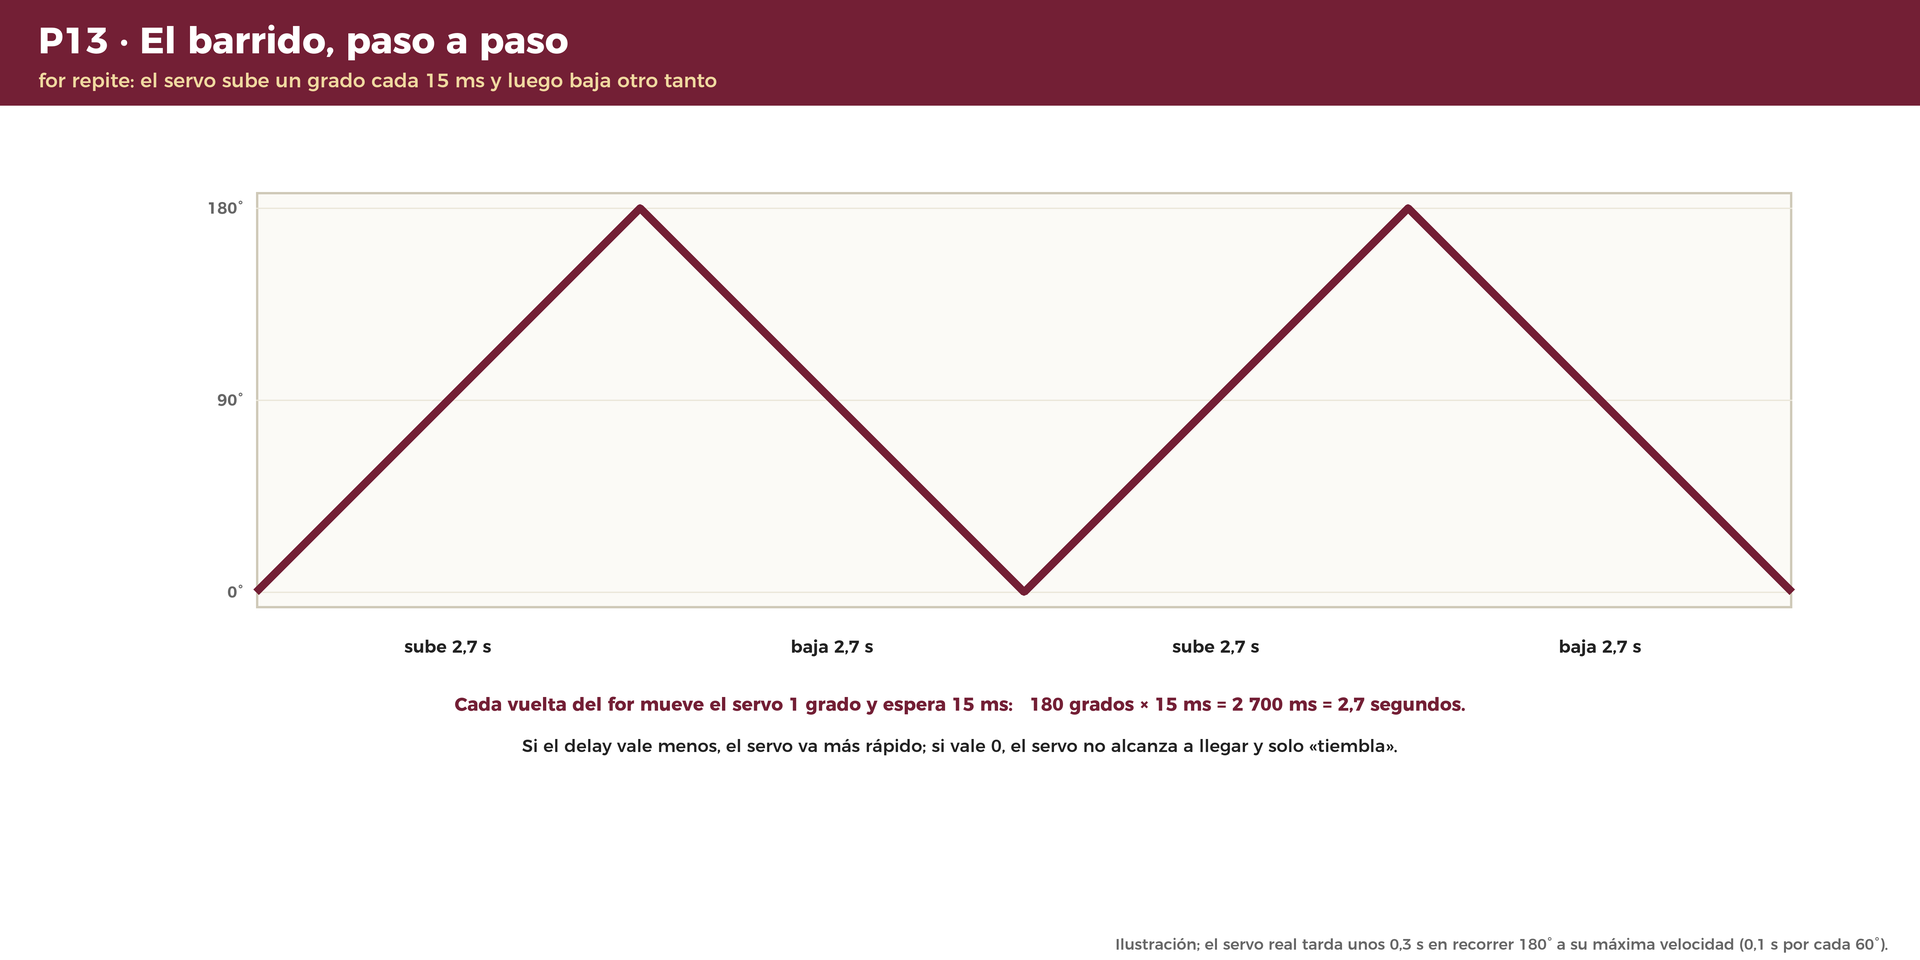 P13 · El barrido, paso a paso
for repite: el servo sube un grado cada 15 ms y luego baja otro tanto
180°
90°
0°
sube 2,7 s
baja 2,7 s
sube 2,7 s
baja 2,7 s
Cada vuelta del for mueve el servo 1 grado y espera 15 ms: 180 grados × 15 ms = 2 700 ms = 2,7 segundos.
Si el delay vale menos, el servo va más rápido; si vale 0, el servo no alcanza a llegar y solo «tiembla».
Ilustración; el servo real tarda unos 0,3 s en recorrer 180° a su máxima velocidad (0,1 s por cada 60°).